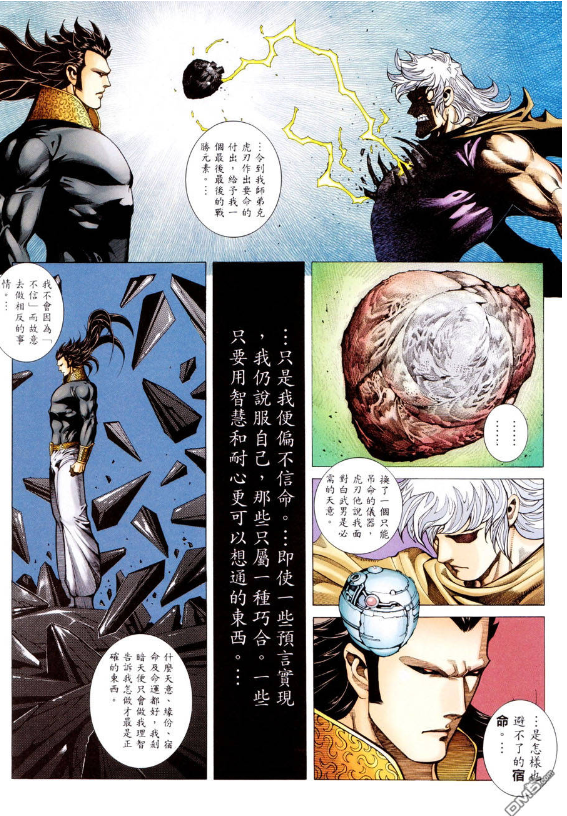 …令到我師弟克
虎刃作出要命的
付出，給予我一
個最後最後的戰
勝元素。…
………
………
換了一個只能
吊命的儀器，
虎刃他說我面
對白武男是必
需的天意。
…是怎樣也
避不了的宿
命。…
…只是我便偏不信命。…即使一些預言實現
，我仍說服自己，那些只屬一種巧合。一些
只要用智慧和耐心更可以想通的東西。…
我不會因為「
不信」而故意
去做相反的事
情。…
什麼天意、緣份、宿
命及命運都好，我刮
暗天便只會做我理智
告訴我怎做才最是正
確的東西。